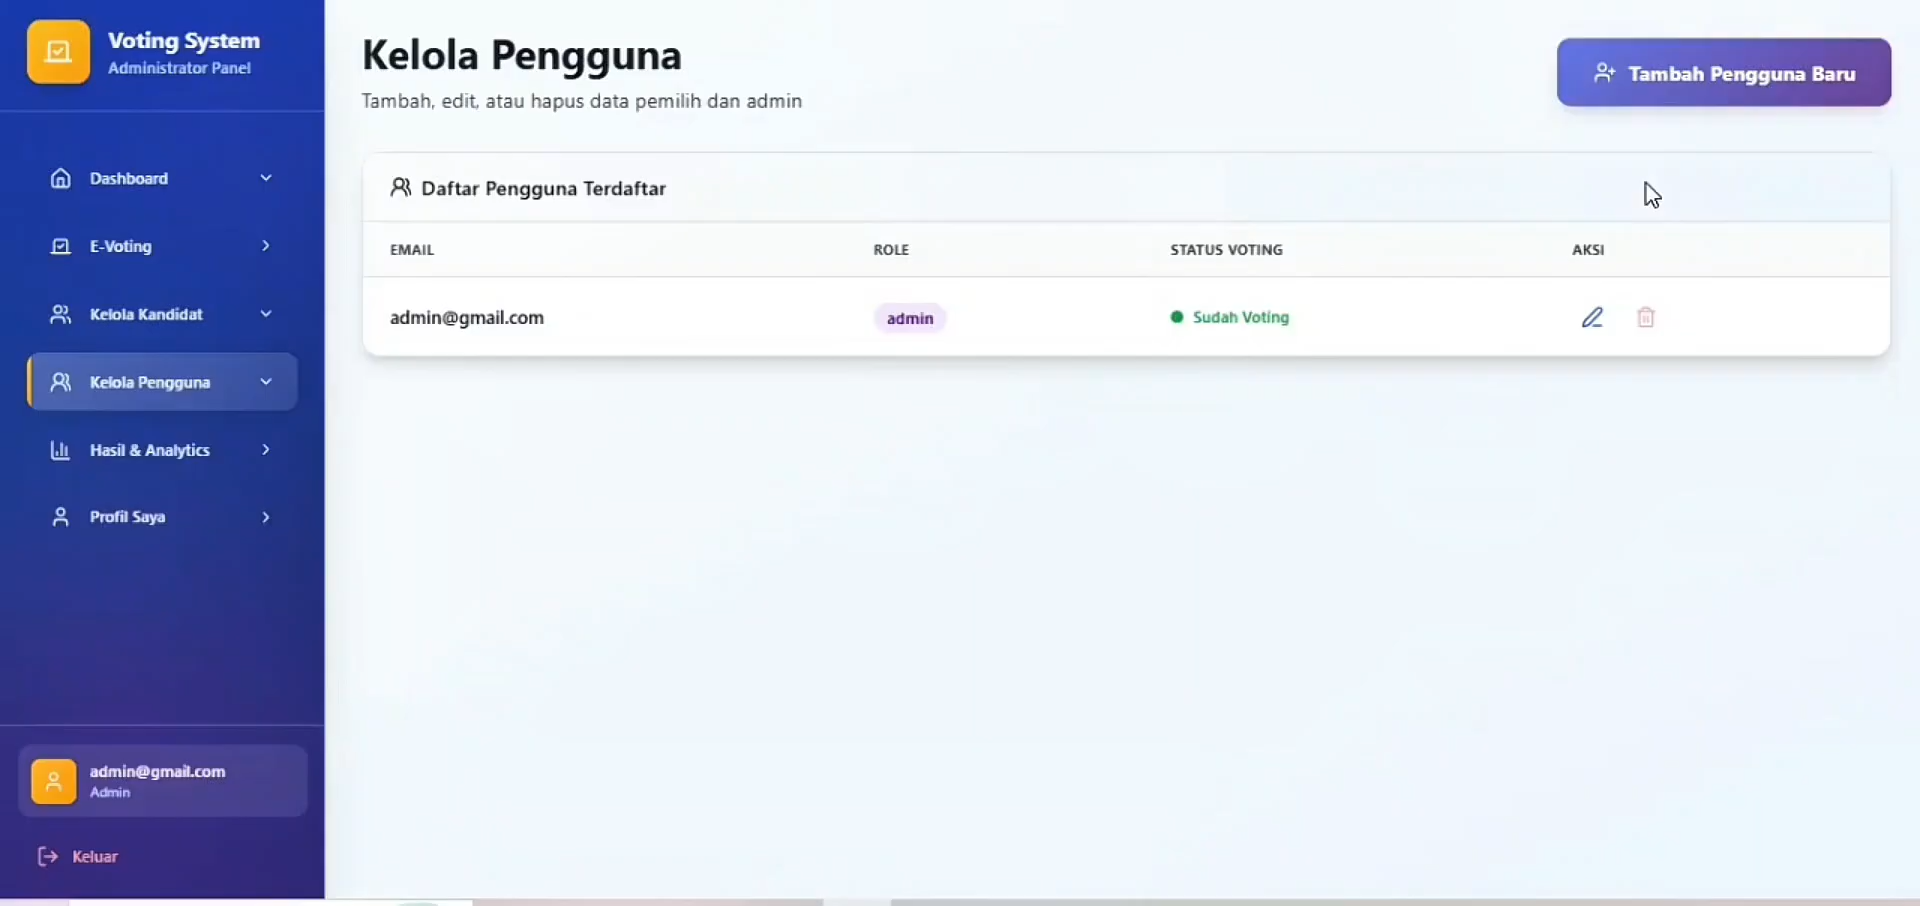 Voting System
Administrator Panel
Dashboard
E-Voting
Kelola Kandidat
Kelola Pengguna
Hasil & Analytics
Profil Saya
admin@gmail.com
Admin
Keluar
Kelola Pengguna
Tambah, edit, atau hapus data pemilih dan admin
Tambah Pengguna Baru
Daftar Pengguna Terdaftar
EMAIL ROLE STATUS VOTING AKSI
admin@gmail.com admin Sudah Voting